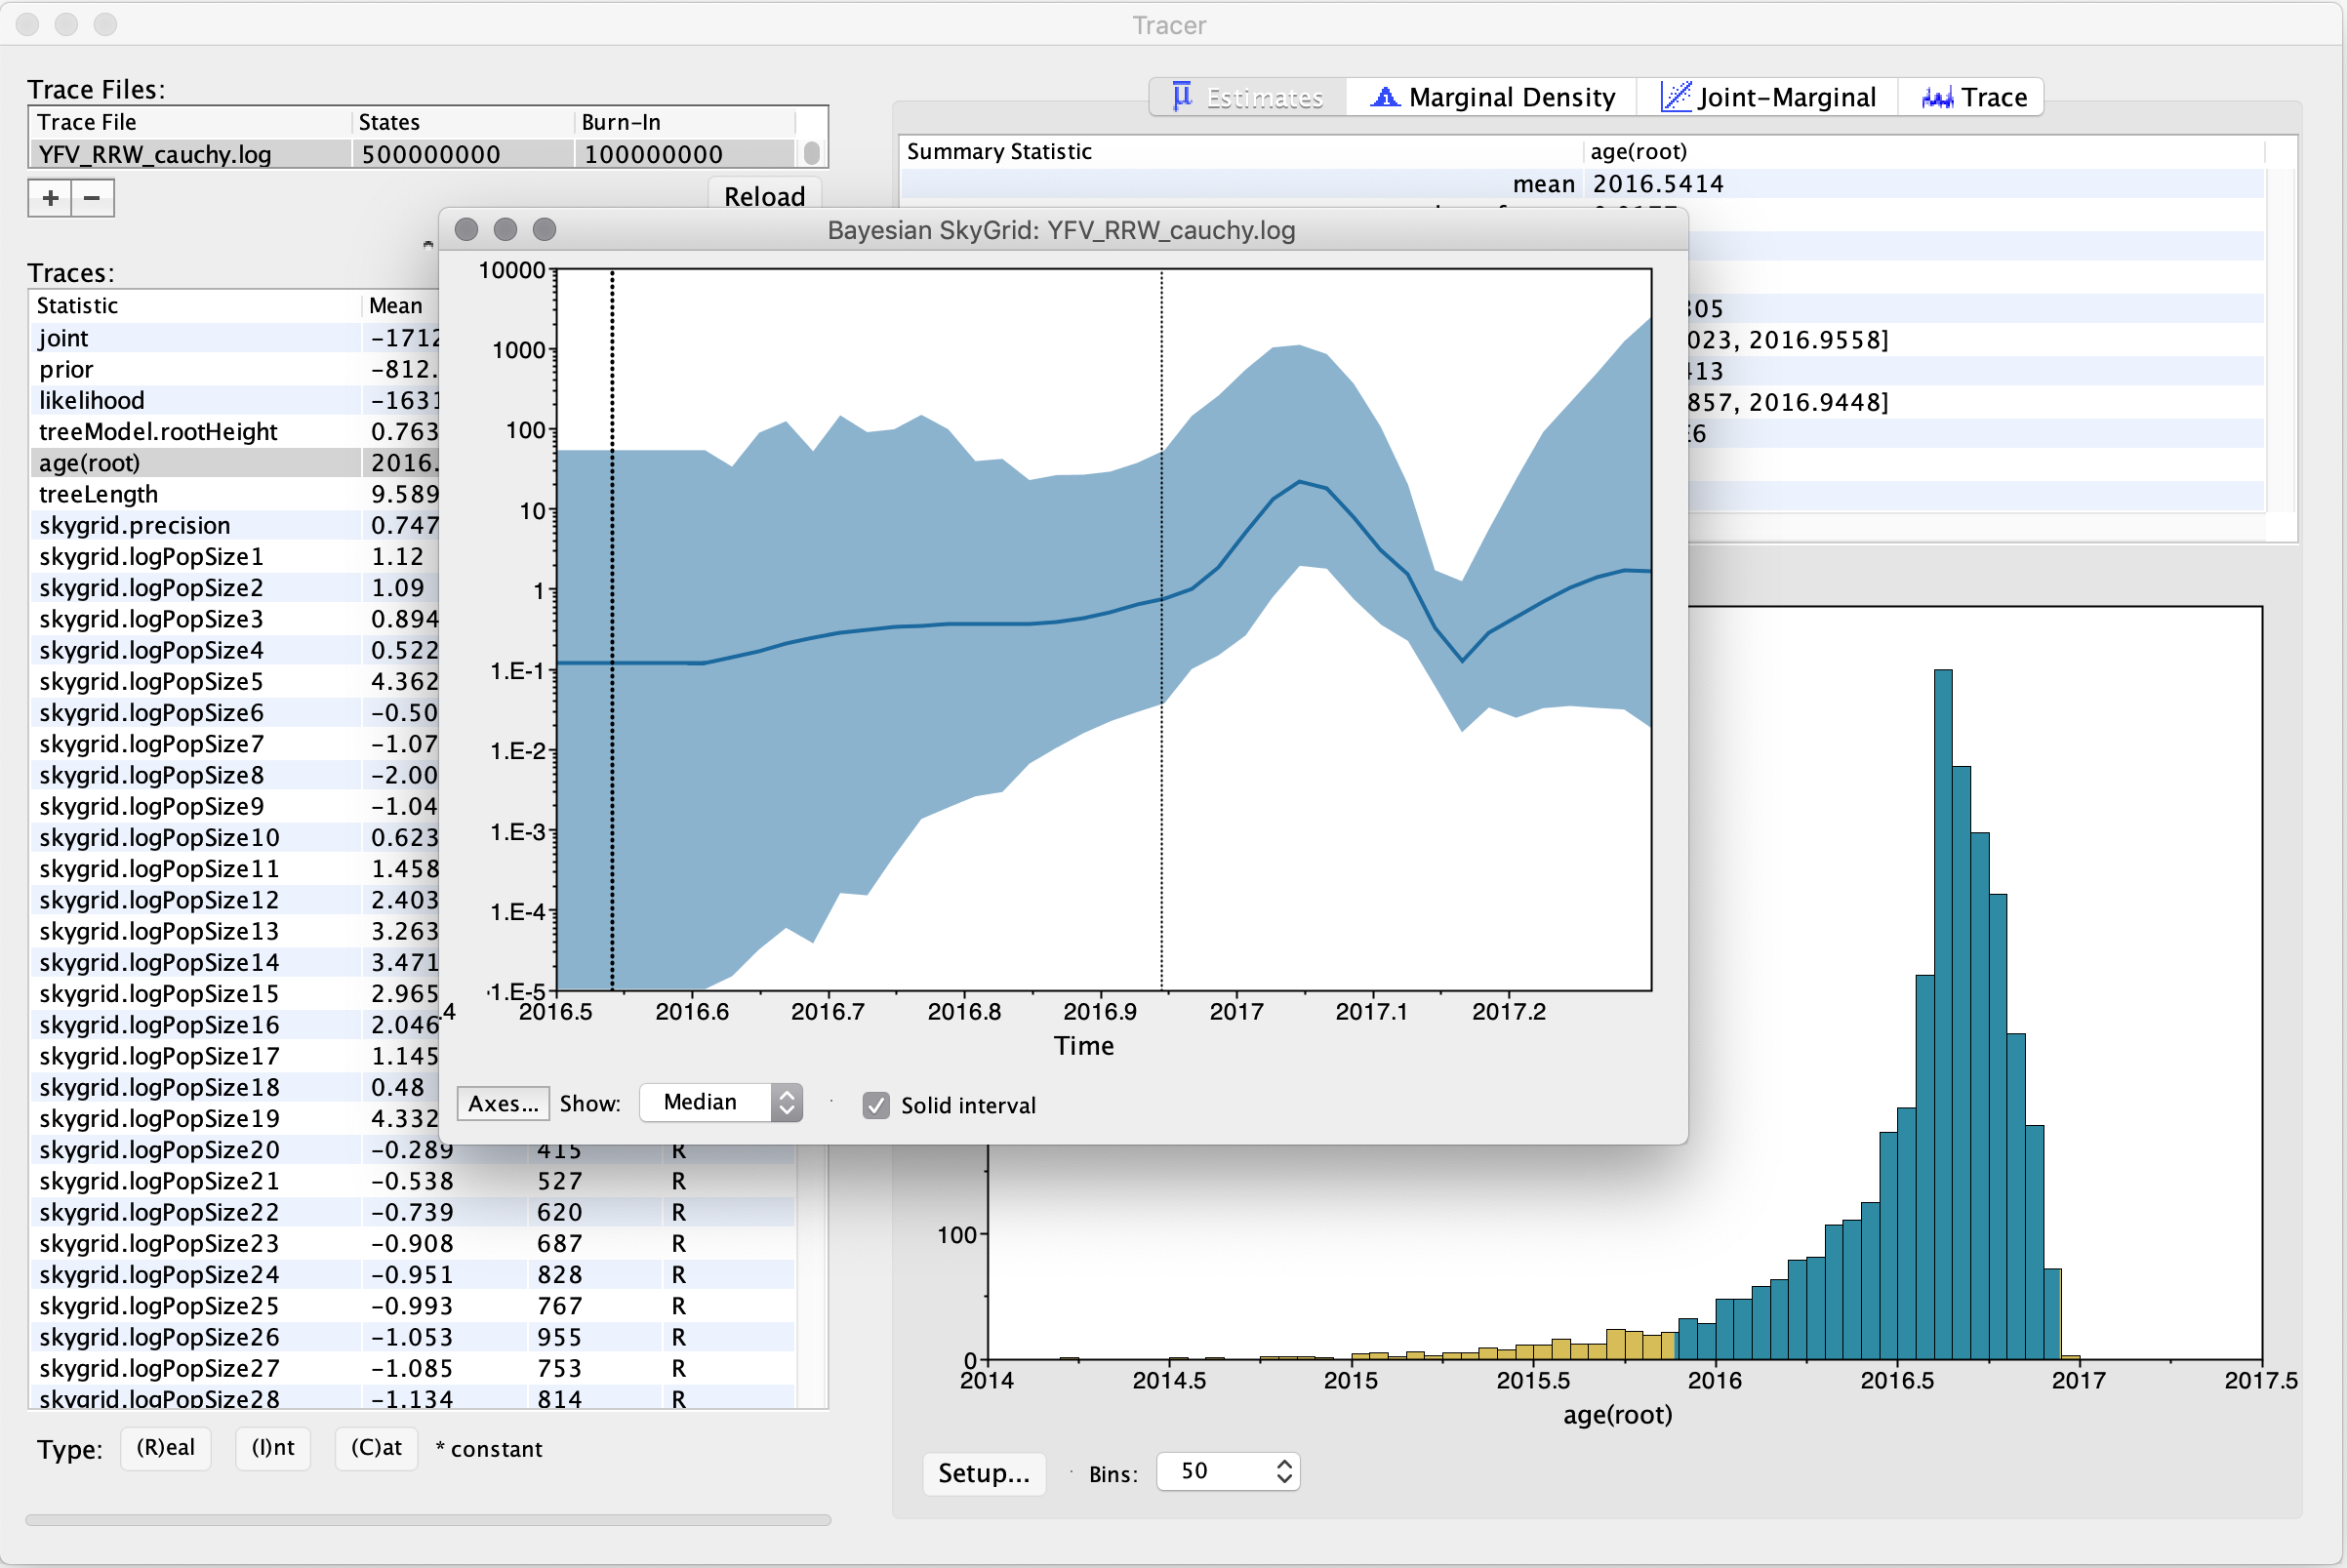 Tracer
Trace Files:
Trace File States Burn-In
YFV_RRW_cauchy.log 500000000 100000000
+ −
Reload
Estimates Marginal Density Joint-Marginal Trace
Summary Statistic age(root)
mean 2016.5414
305
023, 2016.9558]
413
857, 2016.9448]
E6
Traces:
Statistic Mean
joint -1712
prior -812.
likelihood -1631
treeModel.rootHeight 0.763
age(root) 2016.
treeLength 9.589
skygrid.precision 0.747
skygrid.logPopSize1 1.12
skygrid.logPopSize2 1.09
skygrid.logPopSize3 0.894
skygrid.logPopSize4 0.522
skygrid.logPopSize5 4.362
skygrid.logPopSize6 -0.50
skygrid.logPopSize7 -1.07
skygrid.logPopSize8 -2.00
skygrid.logPopSize9 -1.04
skygrid.logPopSize10 0.623
skygrid.logPopSize11 1.458
skygrid.logPopSize12 2.403
skygrid.logPopSize13 3.263
skygrid.logPopSize14 3.471
skygrid.logPopSize15 2.965
skygrid.logPopSize16 2.046
skygrid.logPopSize17 1.145
skygrid.logPopSize18 0.48
skygrid.logPopSize19 4.332
skygrid.logPopSize20 -0.289 415 R
skygrid.logPopSize21 -0.538 527 R
skygrid.logPopSize22 -0.739 620 R
skygrid.logPopSize23 -0.908 687 R
skygrid.logPopSize24 -0.951 828 R
skygrid.logPopSize25 -0.993 767 R
skygrid.logPopSize26 -1.053 955 R
skygrid.logPopSize27 -1.085 753 R
skygrid.logPopSize28 -1.134 814 R
Type: (R)eal (I)nt (C)at * constant
Bayesian SkyGrid: YFV_RRW_cauchy.log
10000
1000
100
10
1
1.E-1
1.E-2
1.E-3
1.E-4
1.E-5
.4 2016.5 2016.6 2016.7 2016.8 2016.9 2017 2017.1 2017.2
Time
Axes... Show: Median Solid interval
100
0
2014 2014.5 2015 2015.5 2016 2016.5 2017 2017.5
age(root)
Setup... Bins: 50